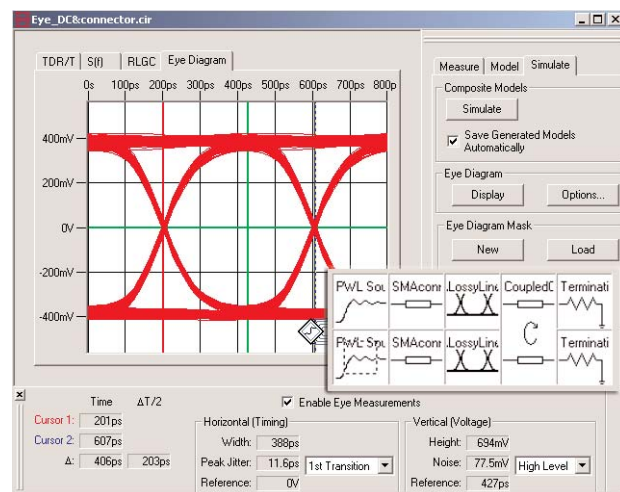 Eye_DC&connector.cir
TDR/T S(f) RLGC Eye Diagram
0s 100ps 200ps 300ps 400ps 500ps 600ps 700ps 800p
400mV
200mV
0V
-200mV
-400mV
Measure Model Simulate
Composite Models
Simulate
Save Generated Models
Automatically
Eye Diagram
Display Options...
Eye Diagram Mask
New Load
PWL Sou SMAconr .LossyLine CoupledC Terminati
PWL Sou SMAconr .LossyLine Terminati
Time ΔT/2
Enable Eye Measurements
Cursor 1: 201ps
Cursor 2: 607ps
Δ: 406ps 203ps
Horizontal (Timing)
Width: 388ps
Peak Jitter: 11.6ps 1st Transition
Reference: 0V
Vertical (Voltage)
Height: 694mV
Noise: 77.5mV High Level
Reference: 427ps